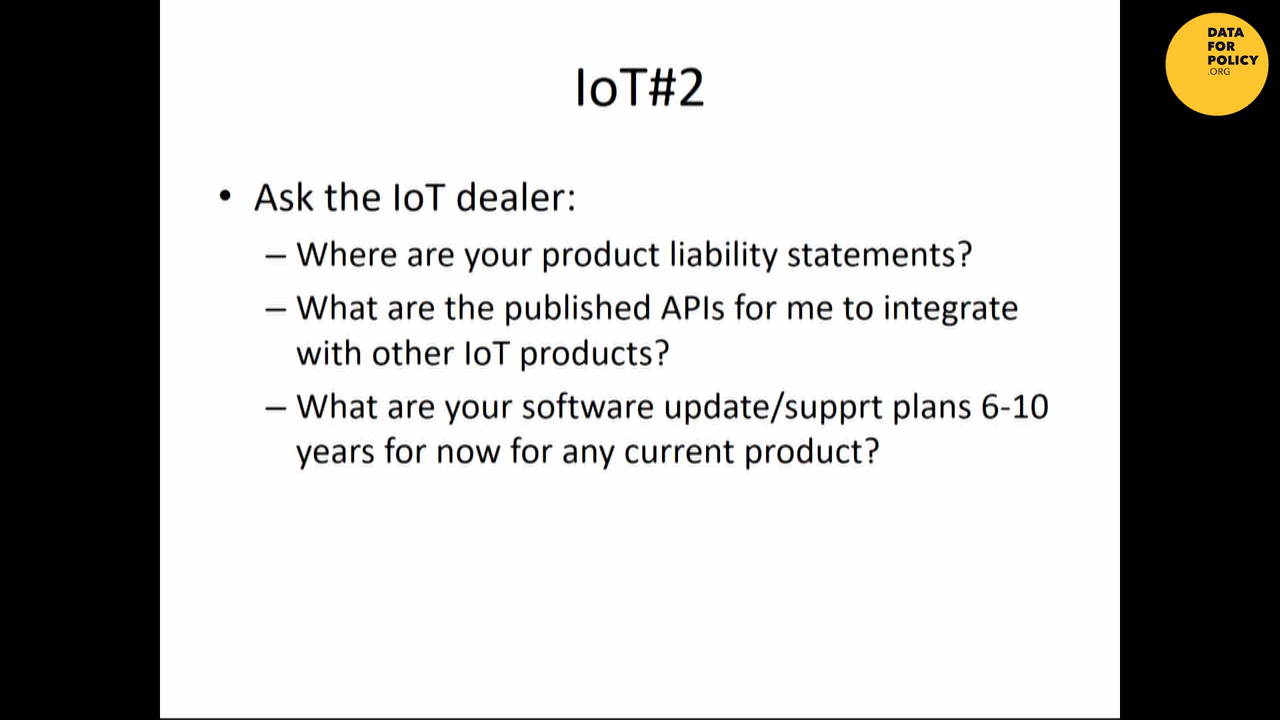 IoT#2
• Ask the IoT dealer:
– Where are your product liability statements?
– What are the published APIs for me to integrate
with other IoT products?
– What are your software update/supprt plans 6-10
years for now for any current product?
DATA
FOR
POLICY
.ORG